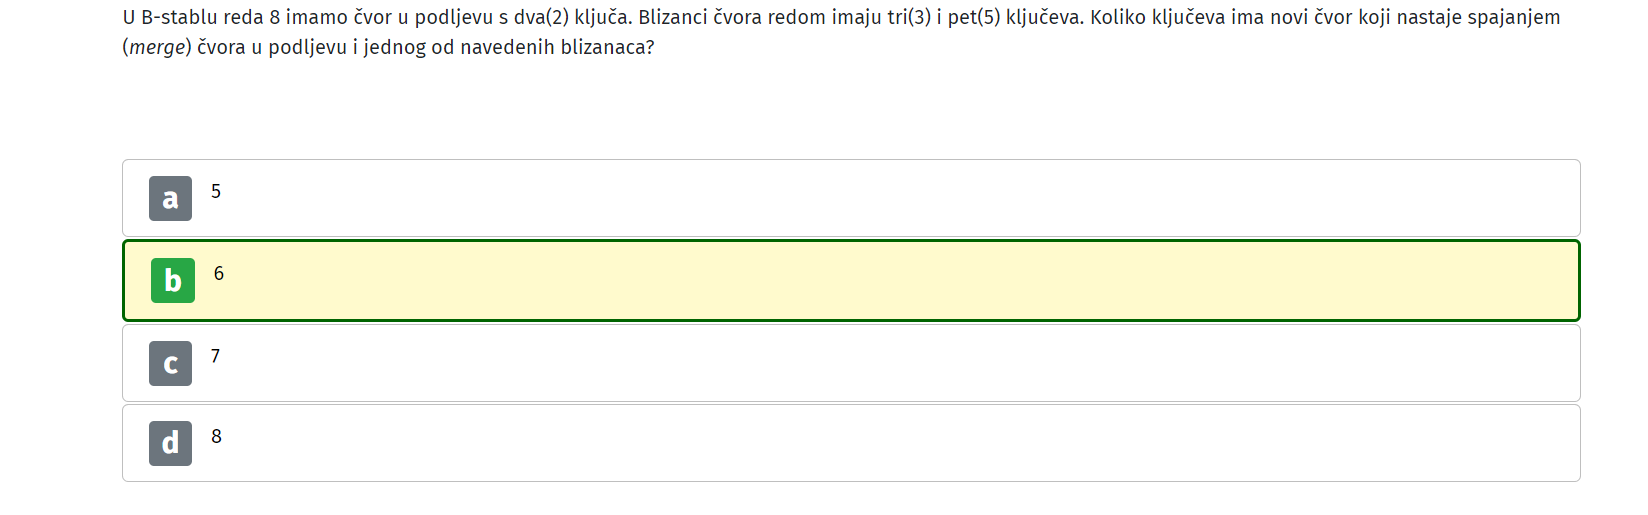 U B-stablu reda 8 imamo čvor u podljevu s dva(2) ključa. Blizanci čvora redom imaju tri(3) i pet(5) ključeva. Koliko ključeva ima novi čvor koji nastaje spajanjem
(merge) čvora u podljevu i jednog od navedenih blizanaca?
a 5
b 6
c 7
d 8